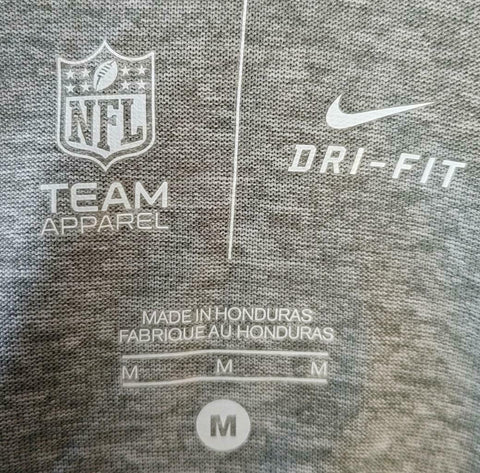 NFL
TEAM
APPAREL
DRI-FIT
MADE IN HONDURAS
FABRIQUE AU HONDURAS
M M M
M